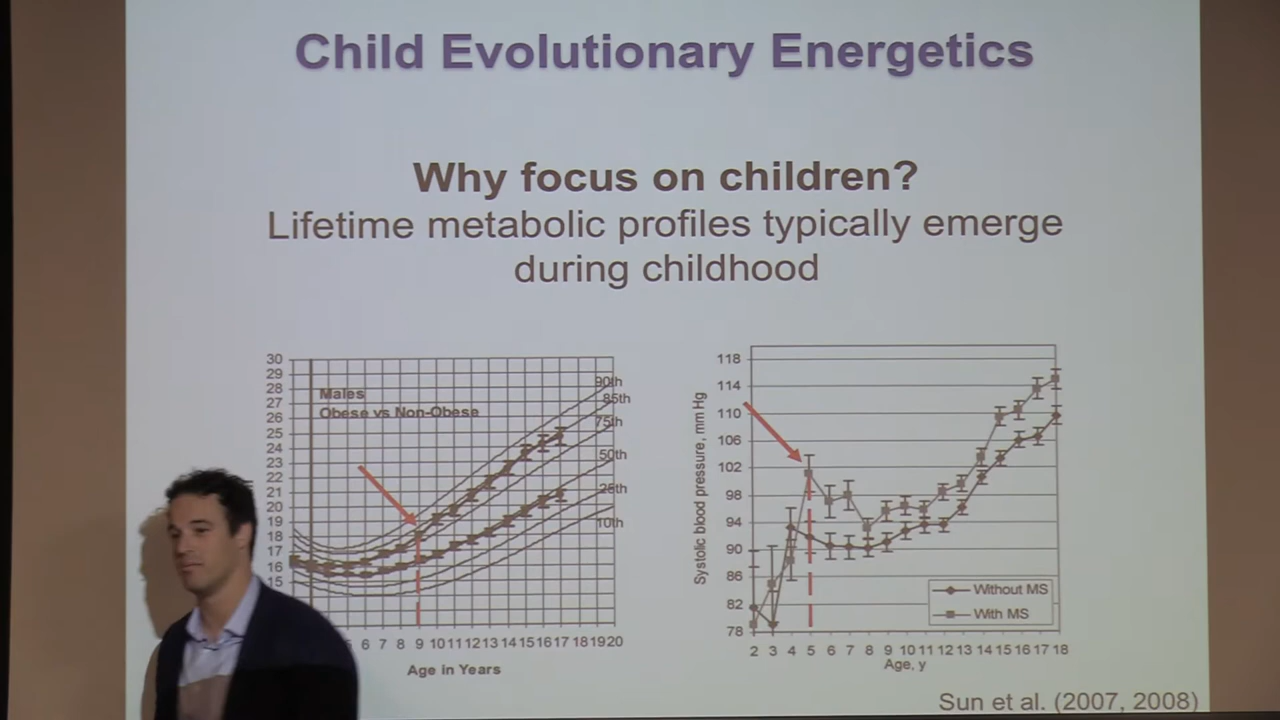 Child Evolutionary Energetics
Why focus on children?
Lifetime metabolic profiles typically emerge
during childhood
30
29
28
27
26
25
24
23
22
21
20
19
18
17
16
15
Males
Obese vs Non-Obese
90th
85th
75th
50th
25th
10th
6 7 8 9 10 11 12 13 14 15 16 17 18 19 20
Age in Years
Systolic blood pressure, mm Hg
118
114
110
106
102
98
94
90
86
82
78
Without MS
With MS
2 3 4 5 6 7 8 9 10 11 12 13 14 15 16 17 18
Age, y
Sun et al. (2007, 2008)